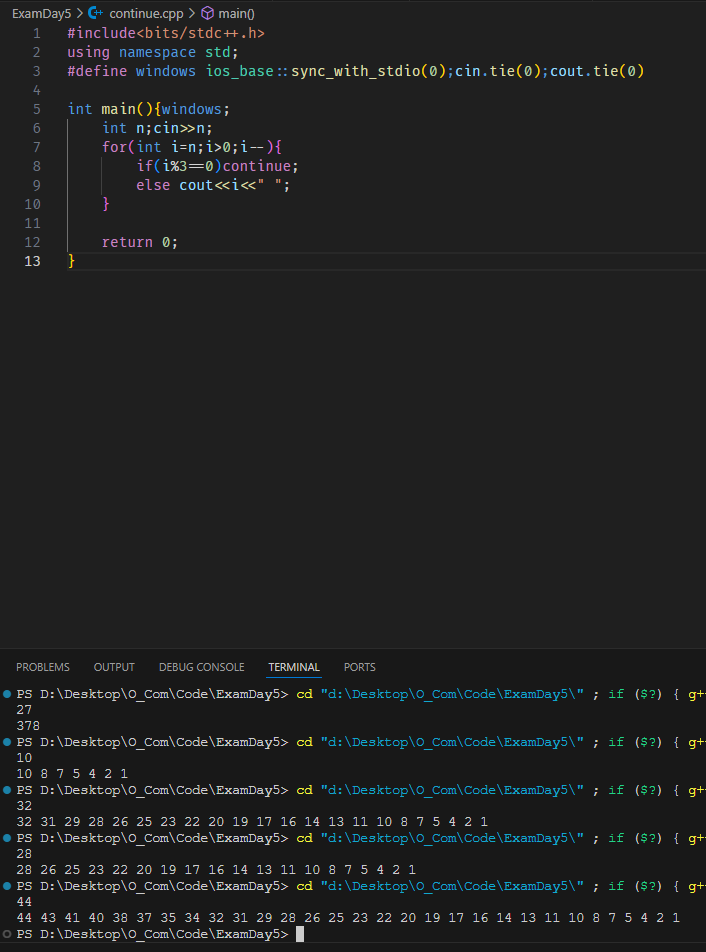 ExamDay5 > C++ continue.cpp > main()
1 #include<bits/stdc++.h>
2 using namespace std;
3 #define windows ios_base::sync_with_stdio(0);cin.tie(0);cout.tie(0)
4
5 int main(){windows;
6 int n;cin>>n;
7 for(int i=n;i>0;i--){
8 if(i%3==0)continue;
9 else cout<<i<<" ";
10 }
11
12 return 0;
13 }
PROBLEMS OUTPUT DEBUG CONSOLE TERMINAL PORTS
PS D:\Desktop\O_Com\Code\ExamDay5> cd "d:\Desktop\O_Com\Code\ExamDay5\" ; if ($?) { g+
27
378
PS D:\Desktop\O_Com\Code\ExamDay5> cd "d:\Desktop\O_Com\Code\ExamDay5\" ; if ($?) { g+
10
10 8 7 5 4 2 1
PS D:\Desktop\O_Com\Code\ExamDay5> cd "d:\Desktop\O_Com\Code\ExamDay5\" ; if ($?) { g+
32
32 31 29 28 26 25 23 22 20 19 17 16 14 13 11 10 8 7 5 4 2 1
PS D:\Desktop\O_Com\Code\ExamDay5> cd "d:\Desktop\O_Com\Code\ExamDay5\" ; if ($?) { g+
28
28 26 25 23 22 20 19 17 16 14 13 11 10 8 7 5 4 2 1
PS D:\Desktop\O_Com\Code\ExamDay5> cd "d:\Desktop\O_Com\Code\ExamDay5\" ; if ($?) { g+
44
44 43 41 40 38 37 35 34 32 31 29 28 26 25 23 22 20 19 17 16 14 13 11 10 8 7 5 4 2 1
PS D:\Desktop\O_Com\Code\ExamDay5>